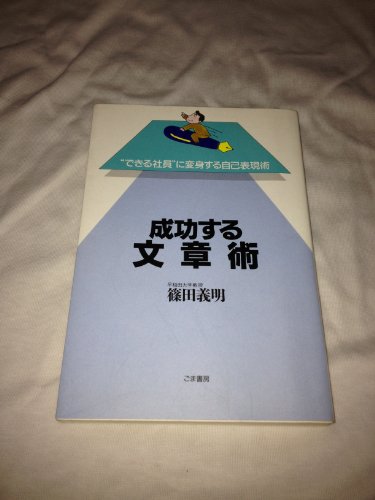 “できる社員”に変身する自己表現術
成功する
文章術
早稲田大学教授
篠田義明
ごま書房